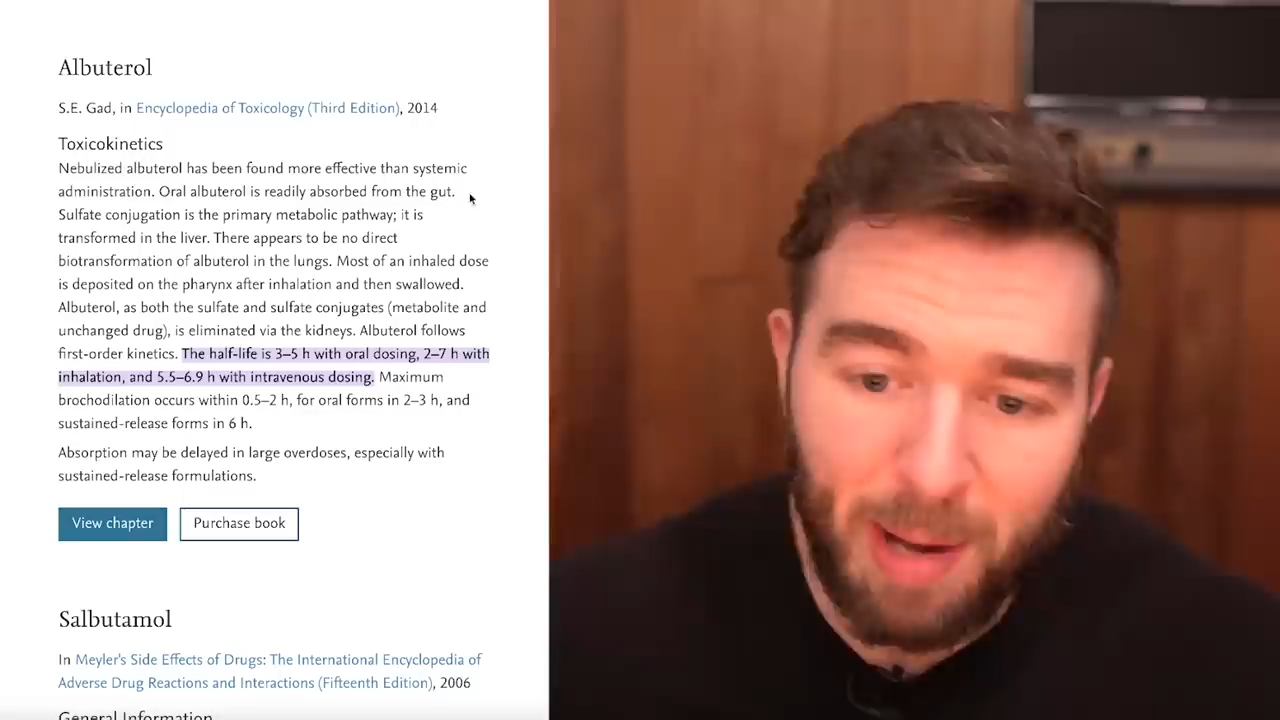 Albuterol
S.E. Gad, in Encyclopedia of Toxicology (Third Edition), 2014
Toxicokinetics
Nebulized albuterol has been found more effective than systemic
administration. Oral albuterol is readily absorbed from the gut.
Sulfate conjugation is the primary metabolic pathway; it is
transformed in the liver. There appears to be no direct
biotransformation of albuterol in the lungs. Most of an inhaled dose
is deposited on the pharynx after inhalation and then swallowed.
Albuterol, as both the sulfate and sulfate conjugates (metabolite and
unchanged drug), is eliminated via the kidneys. Albuterol follows
first-order kinetics. The half-life is 3–5 h with oral dosing, 2–7 h with
inhalation, and 5.5–6.9 h with intravenous dosing. Maximum
brochodilation occurs within 0.5–2 h, for oral forms in 2–3 h, and
sustained-release forms in 6 h.
Absorption may be delayed in large overdoses, especially with
sustained-release formulations.
View chapter
Purchase book
Salbutamol
In Meyler's Side Effects of Drugs: The International Encyclopedia of
Adverse Drug Reactions and Interactions (Fifteenth Edition), 2006
General Information